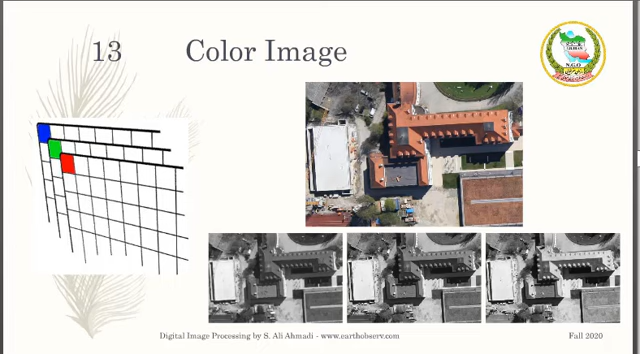 13
Color Image
N.G.O
Digital Image Processing by S. Ali Ahmadi - www.earthobserv.com
Fall 2020